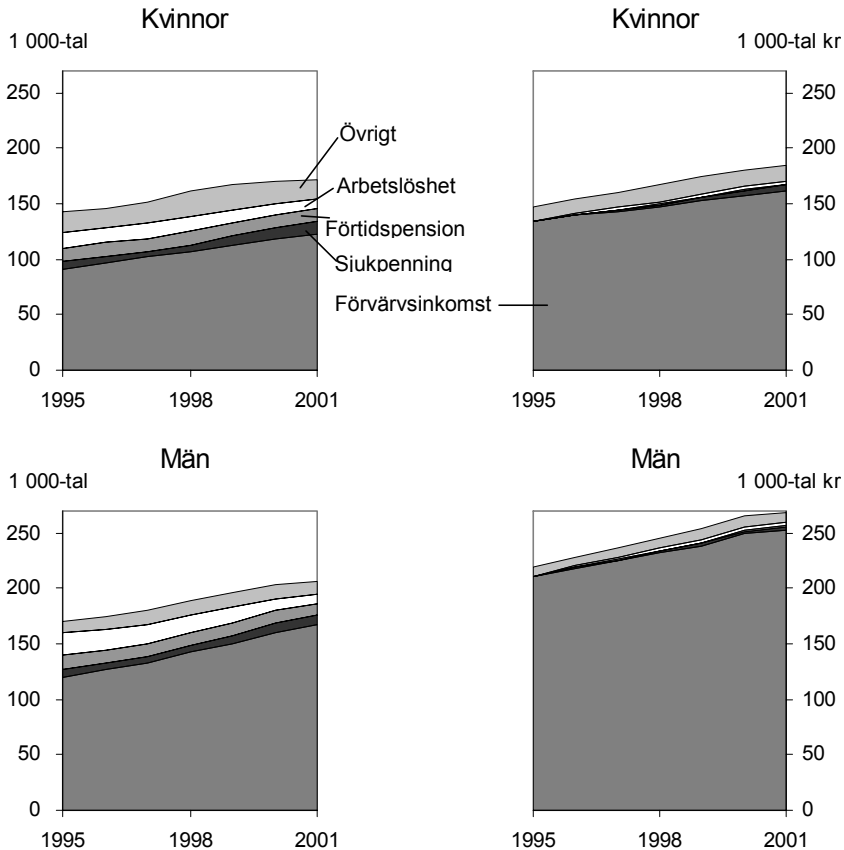 Kvinnor
1 000-tal
250
200
150
100
50
0
1995
1998
2001
Övrigt
Arbetslöshet
Förtidspension
Sjukpenning
Förvärvsinkomst
Kvinnor
1 000-tal kr
250
200
150
100
50
0
1995
1998
2001
Män
1 000-tal
250
200
150
100
50
0
1995
1998
2001
Män
1 000-tal kr
250
200
150
100
50
0
1995
1998
2001